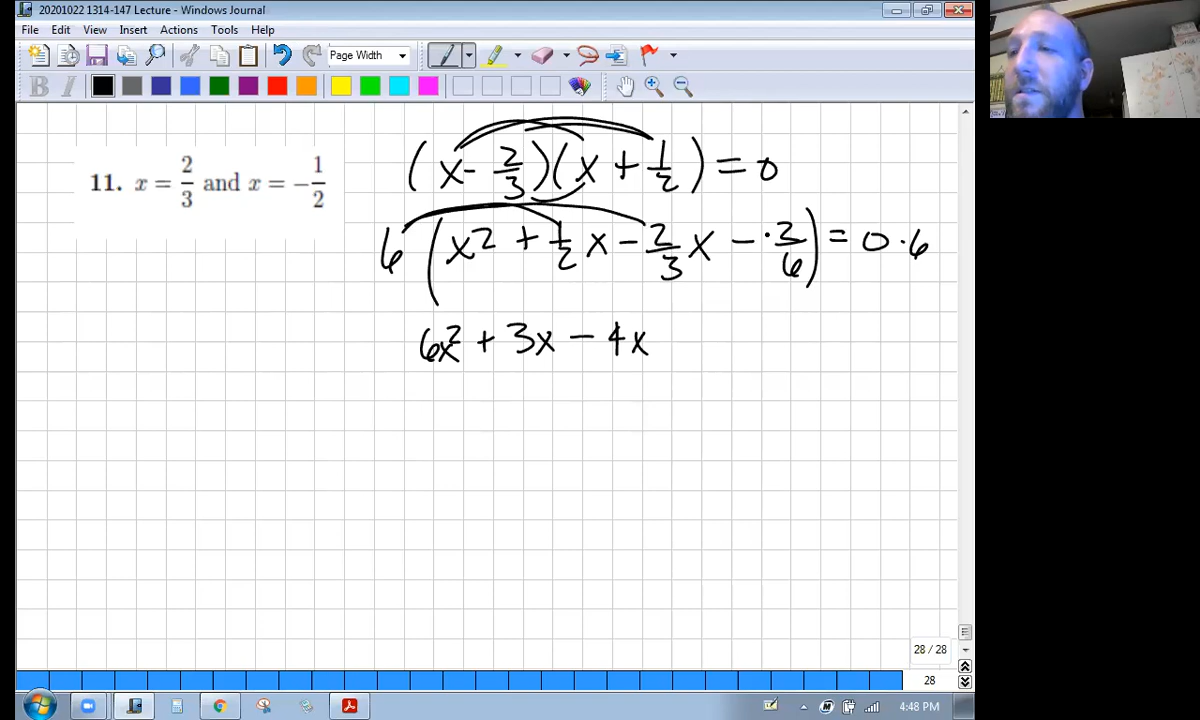 20201022 1314-147 Lecture - Windows Journal
File Edit View Insert Actions Tools Help
Page Width
B I
11. x = 2/3 and x = -1/2
(x - 2/3)(x + 1/2) = 0
6(x² + 1/2 x - 2/3 x - 2/6) = 0 · 6
6x² + 3x - 4x
28 / 28
28
4:48 PM